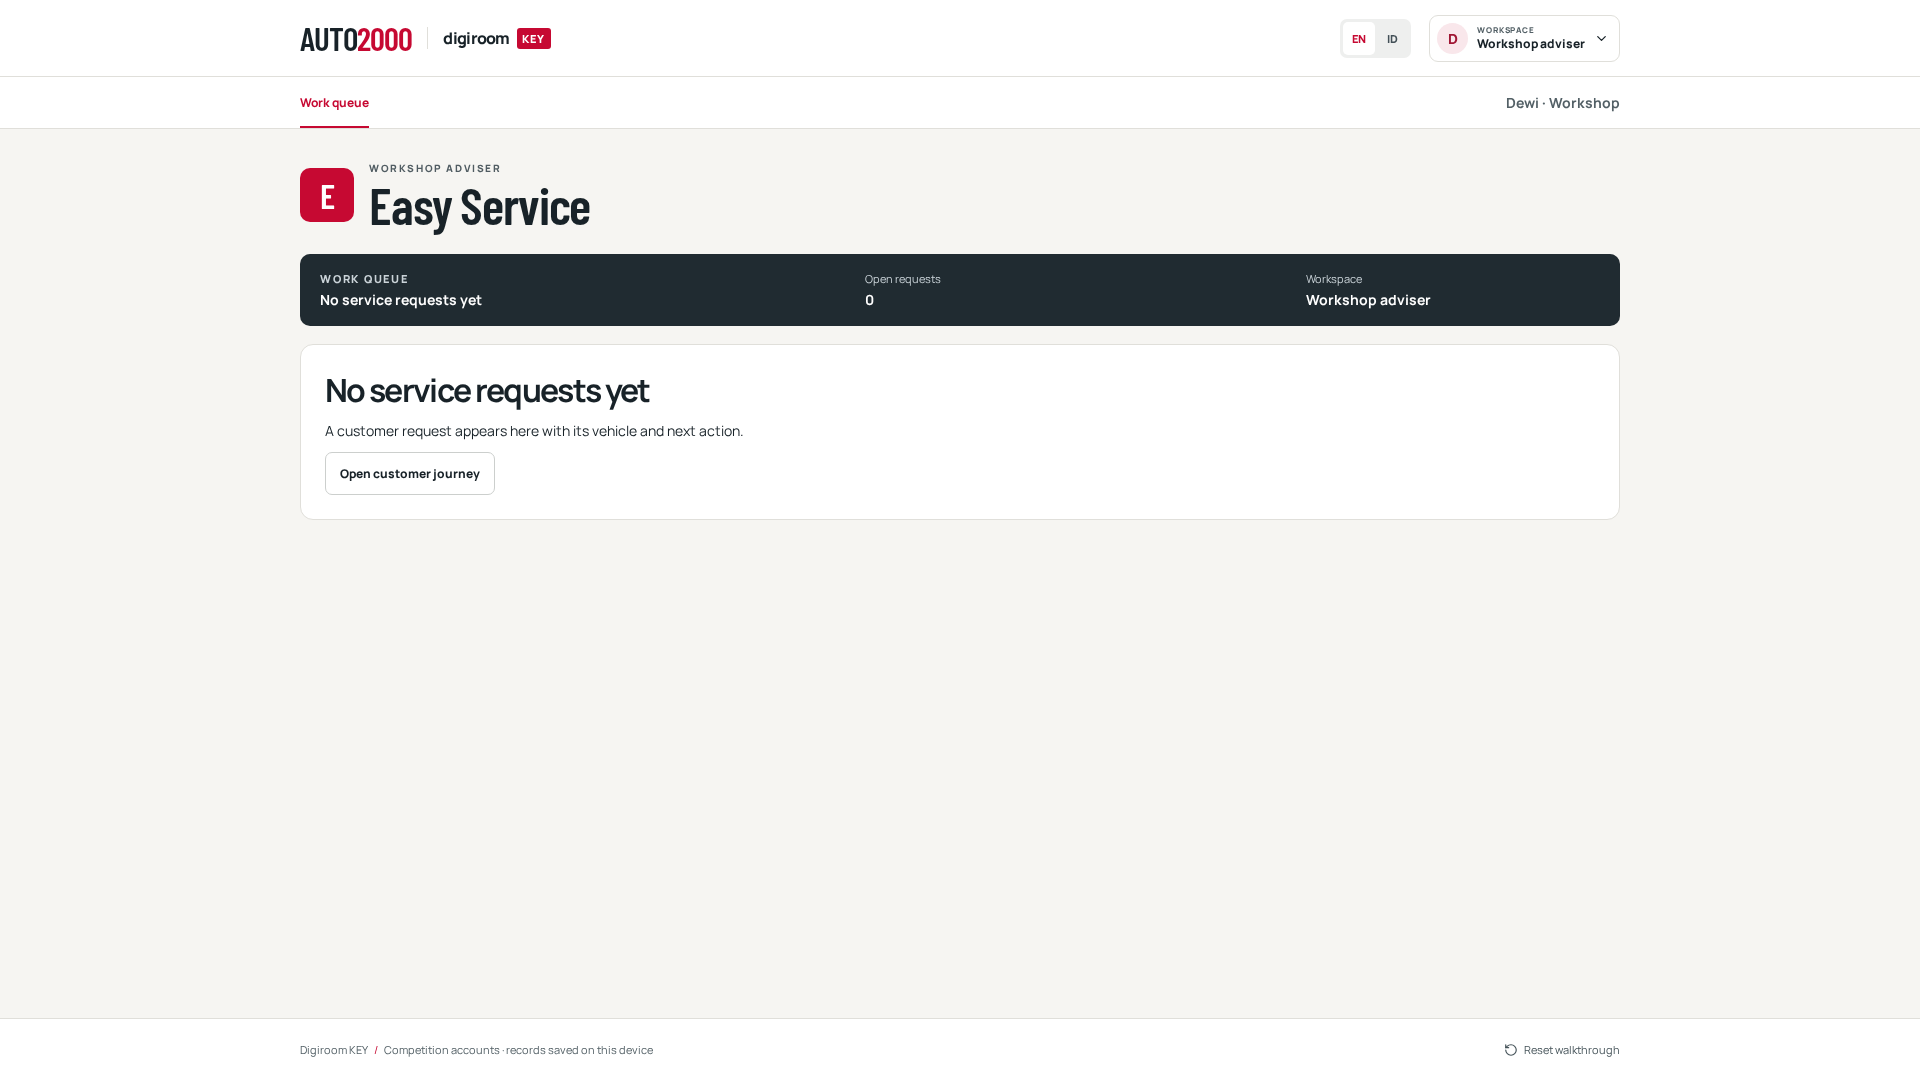 AUTO2000 digiroom KEY
EN ID
D WORKSPACE
Workshop adviser
Work queue
Dewi · Workshop
WORKSHOP ADVISER
E Easy Service
WORK QUEUE
No service requests yet
Open requests
0
Workspace
Workshop adviser
No service requests yet
A customer request appears here with its vehicle and next action.
Open customer journey
Digiroom KEY / Competition accounts · records saved on this device
Reset walkthrough